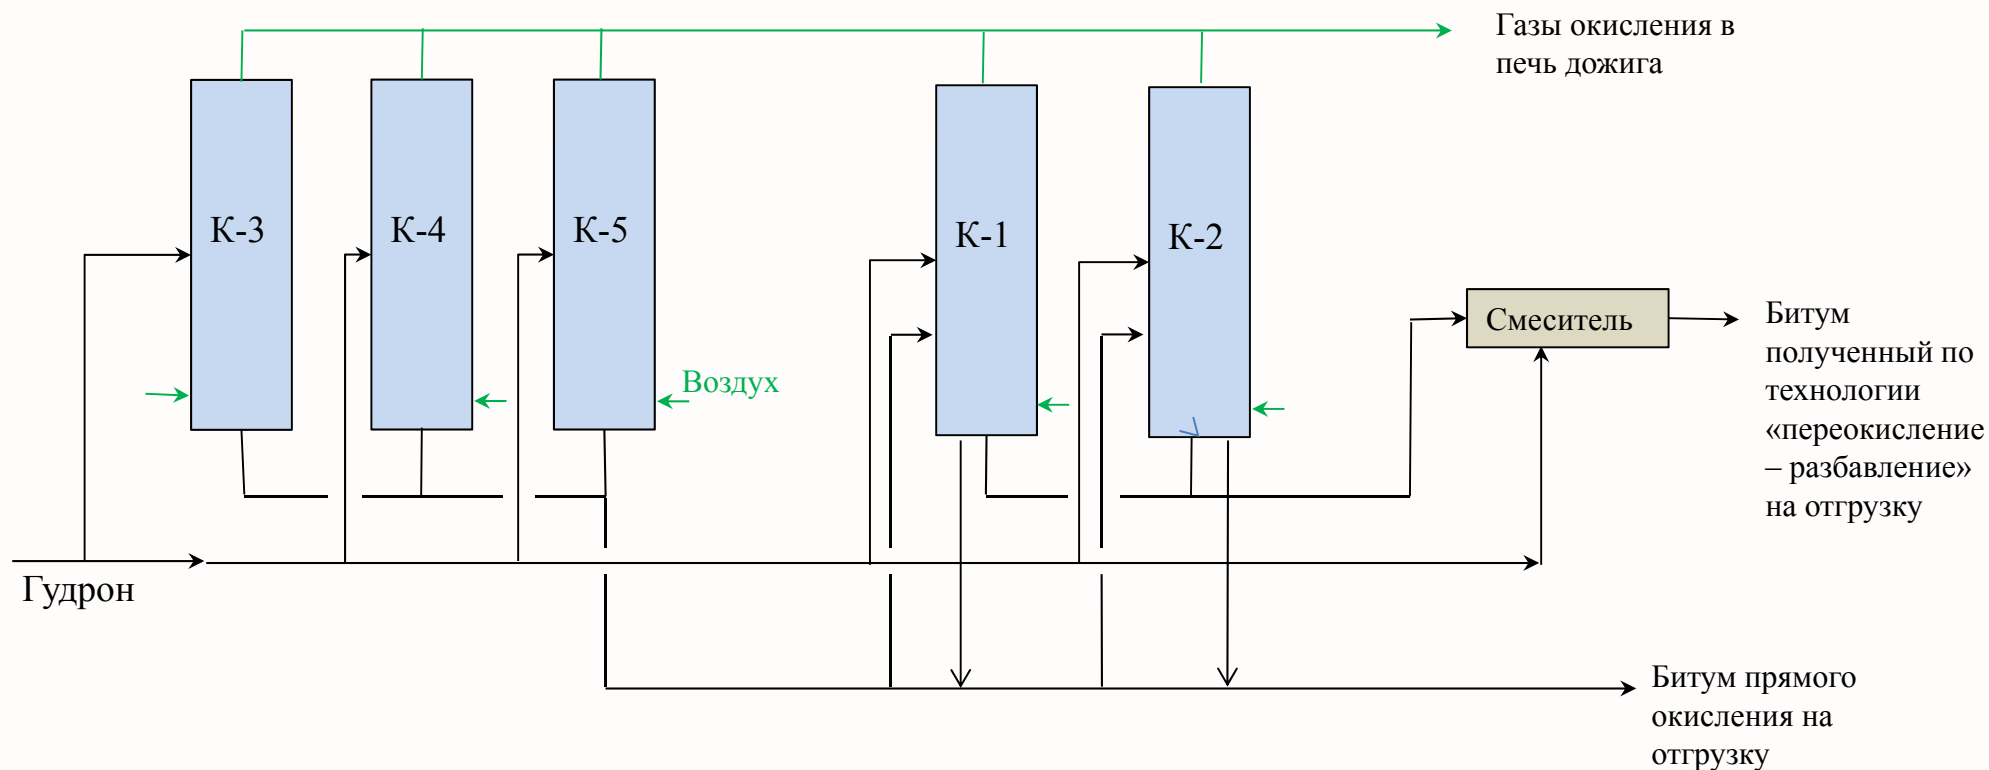 Газы окисления в
печь дожига
К-3
К-4
К-5
К-1
К-2
Смеситель
Битум
полученный по
технологии
«переокисление
– разбавление»
на отгрузку
Воздух
Гудрон
Битум прямого
окисления на
отгрузку